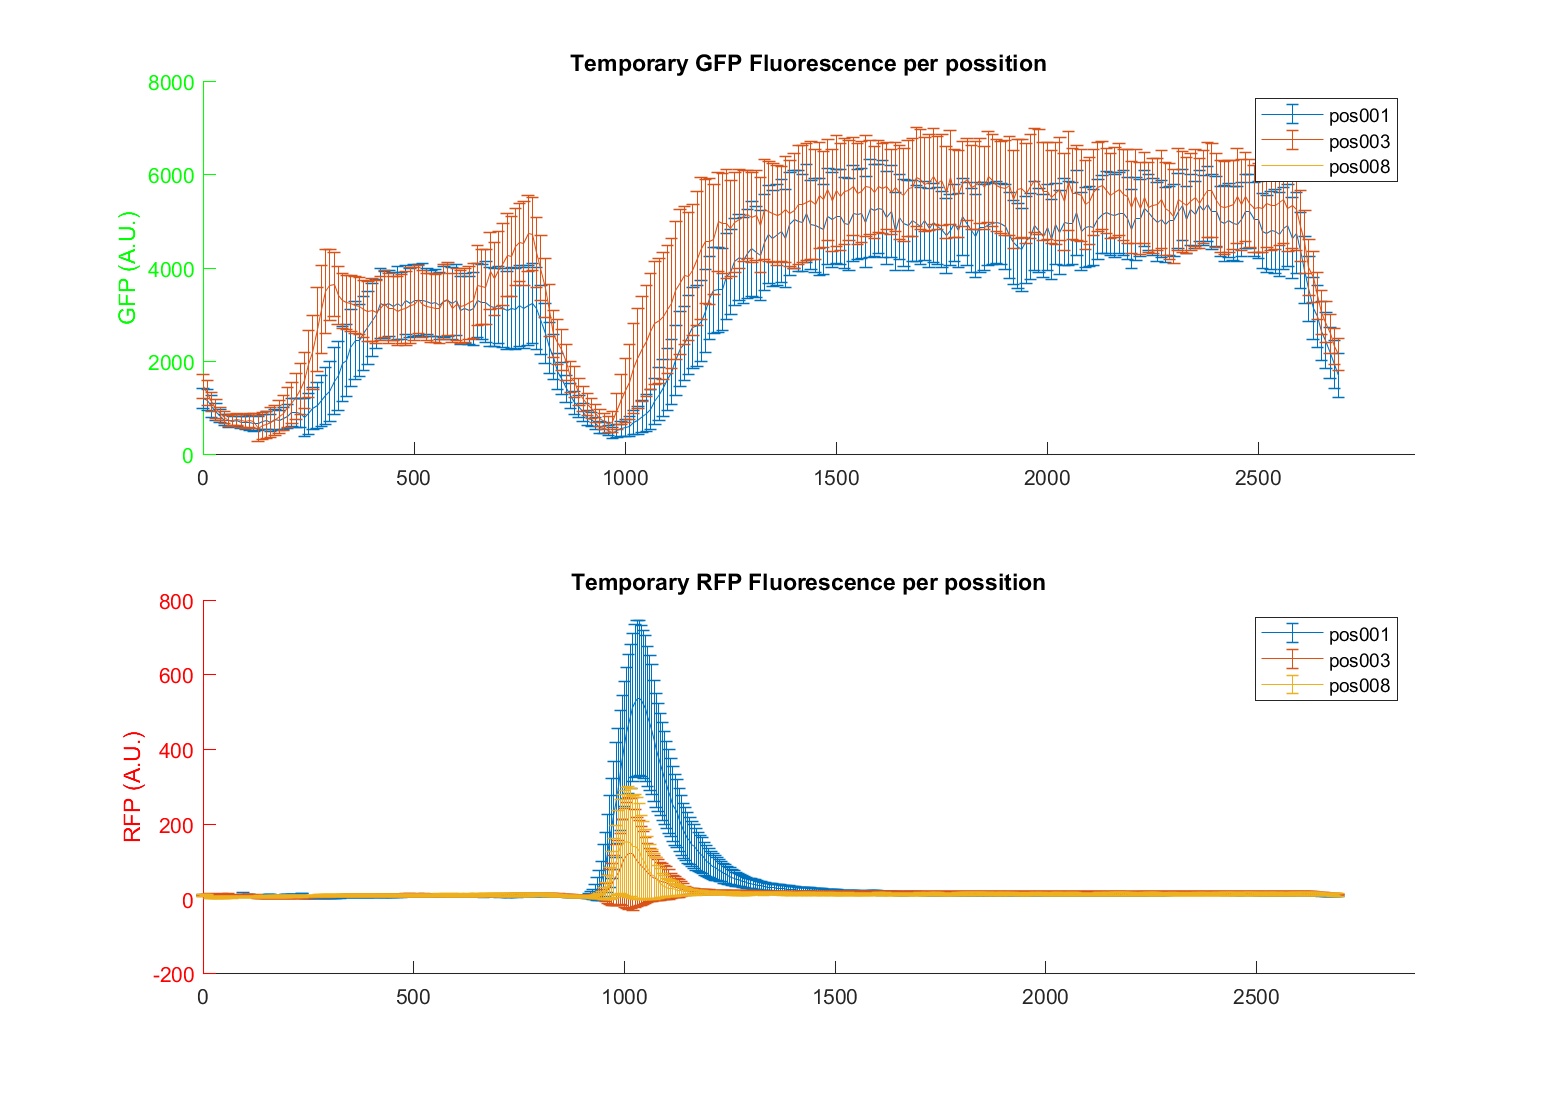 Temporary GFP Fluorescence per possition
8000
6000
4000
2000
0
GFP (A.U.)
pos001
pos003
pos008
0 500 1000 1500 2000 2500
Temporary RFP Fluorescence per possition
800
600
400
200
0
-200
RFP (A.U.)
pos001
pos003
pos008
0 500 1000 1500 2000 2500